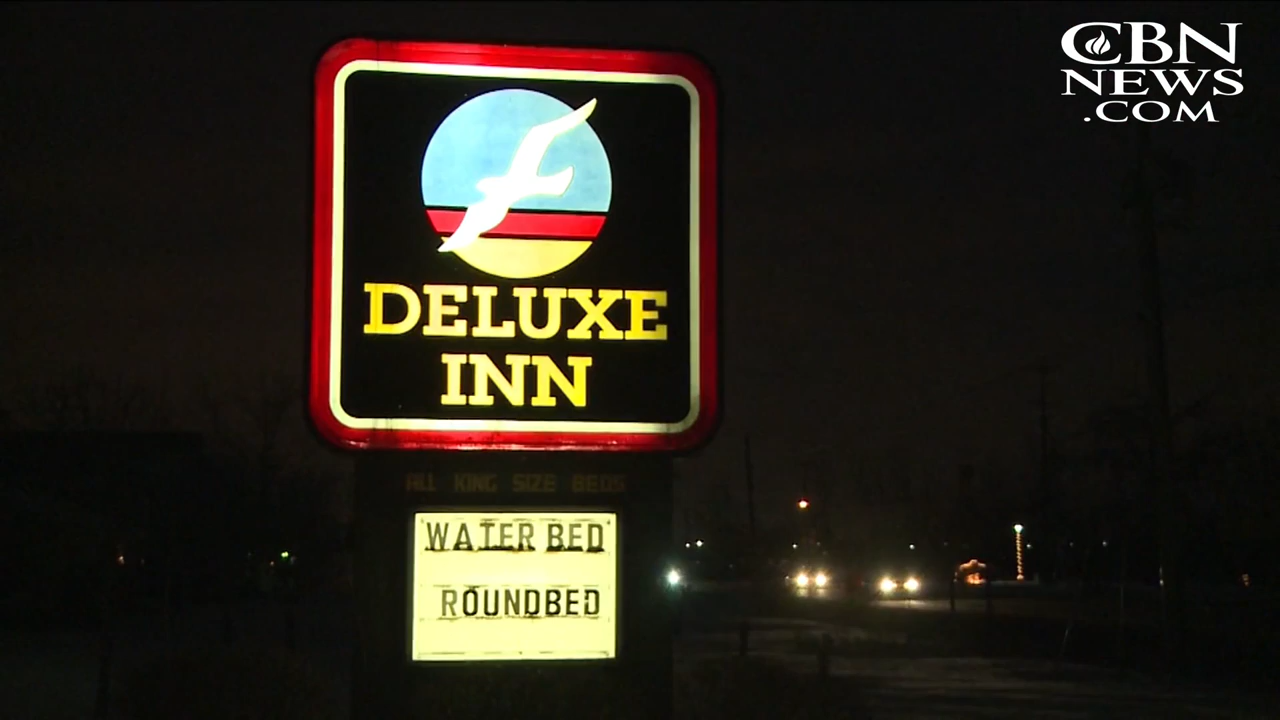 CBN
NEWS
.COM
DELUXE
INN
ALL KING SIZE BEDS
WATER BED
ROUNDBED